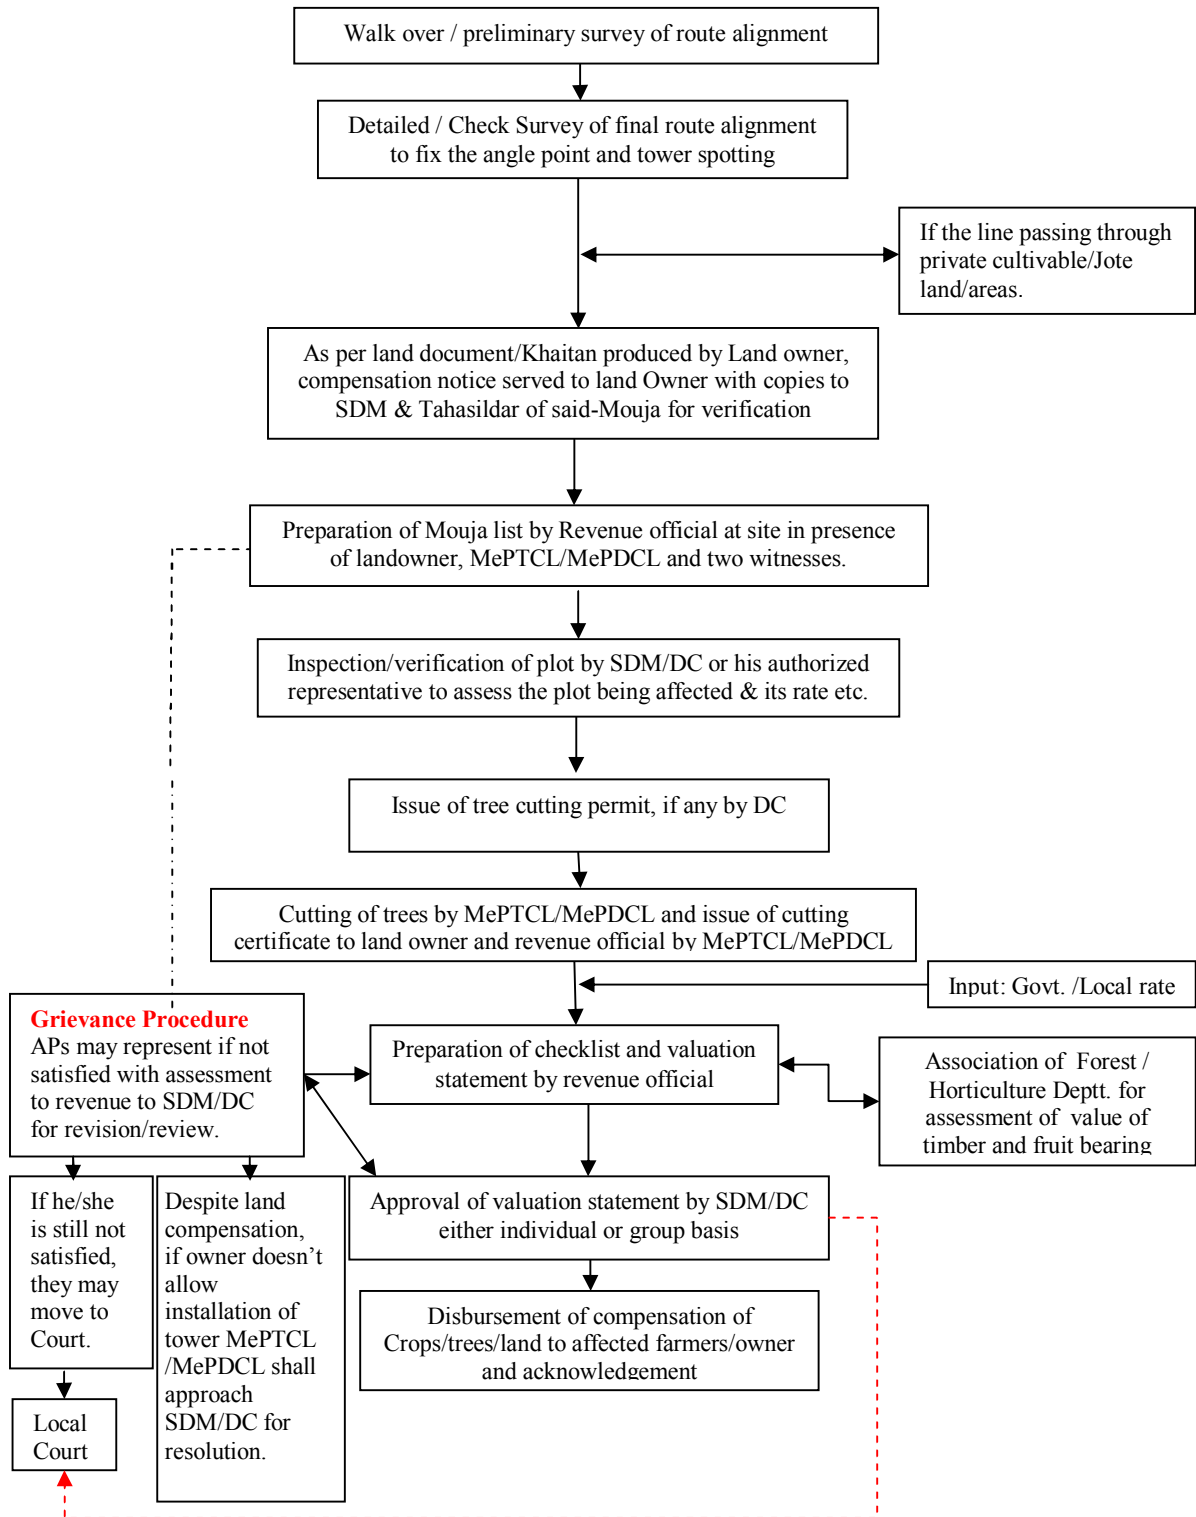 Walk over / preliminary survey of route alignment
Detailed / Check Survey of final route alignment
to fix the angle point and tower spotting
If the line passing through
private cultivable/Jote
land/areas.
As per land document/Khaitan produced by Land owner,
compensation notice served to land Owner with copies to
SDM & Tahasildar of said-Mouja for verification
Preparation of Mouja list by Revenue official at site in presence
of landowner, MePTCL/MePDCL and two witnesses.
Inspection/verification of plot by SDM/DC or his authorized
representative to assess the plot being affected & its rate etc.
Issue of tree cutting permit, if any by DC
Cutting of trees by MePTCL/MePDCL and issue of cutting
certificate to land owner and revenue official by MePTCL/MePDCL
Input: Govt. /Local rate
Grievance Procedure
APs may represent if not
satisfied with assessment
to revenue to SDM/DC
for revision/review.
Preparation of checklist and valuation
statement by revenue official
Association of Forest /
Horticulture Deptt. for
assessment of value of
timber and fruit bearing
If he/she
is still not
satisfied,
they may
move to
Court.
Despite land
compensation,
if owner doesn’t
allow
installation of
tower MePTCL
/MePDCL shall
approach
SDM/DC for
resolution.
Approval of valuation statement by SDM/DC
either individual or group basis
Disbursement of compensation of
Crops/trees/land to affected farmers/owner
and acknowledgement
Local
Court